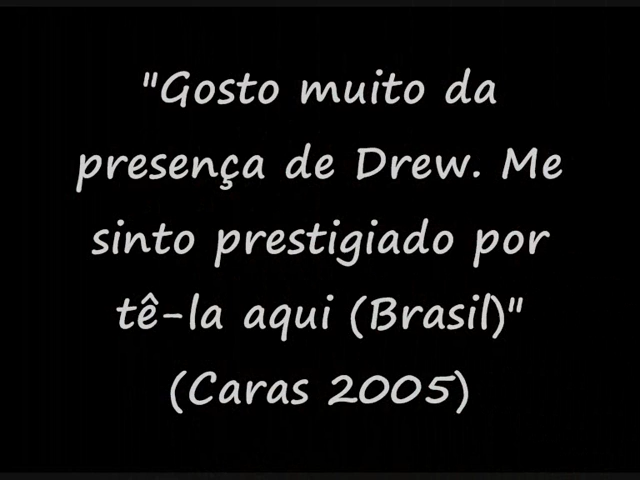 "Gosto muito da
presença de Drew. Me
sinto prestigiado por
tê-la aqui (Brasil)"
(Caras 2005)